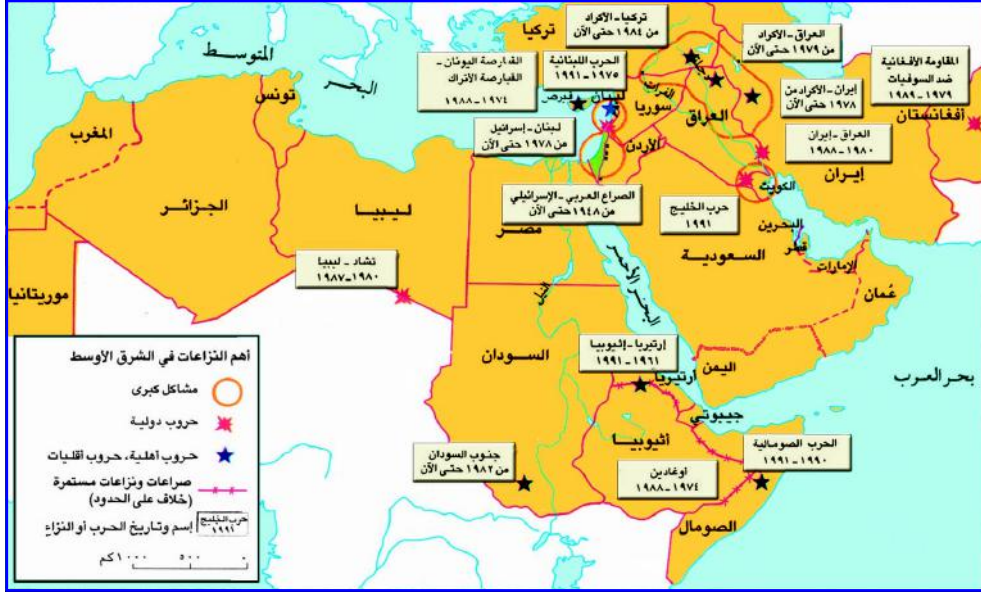 تركيا
تركيا-الأكراد
من ١٩٨٤ حتى الآن
العراق-الأكراد
من ١٩٧٩ حتى الآن
المتوسط
البحر
القبارصة اليونان-
القبارصة الأتراك
١٩٧٤-١٩٨٨
الحرب اللبنانية
١٩٧٥-١٩٩١
المقاومة الأفغانية
ضد السوفيات
١٩٧٩-١٩٨٩
إيران-الأكراد من
١٩٧٨ حتى الآن
دجلة
الفرات
قبرص
لبنان
سوريا
العراق
أفغانستان
تونس
المغرب
لبنان-إسرائيل
من ١٩٧٨ حتى الآن
الأردن
العراق-إيران
١٩٨٠-١٩٨٨
إيران
الكويت
الصراع العربي-الإسرائيلي
من ١٩٤٨ حتى الآن
حرب الخليج
١٩٩١
الجزائر
ليبيا
مصر
البحرين
قطر
السعودية
الإمارات
تشاد-ليبيا
١٩٨٠-١٩٨٧
النيل
البحر الأحمر
عُمان
موريتانيا
السودان
إرتيريا-إثيوبيا
١٩٦١-١٩٩١
ارتيريا
اليمن
بحر العرب
جيبوتي
أثيوبيا
جنوب السودان
من ١٩٨٢ حتى الآن
أوغادين
١٩٧٤-١٩٨٨
الحرب الصومالية
١٩٩٠-١٩٩١
الصومال
أهم النزاعات في الشرق الأوسط
مشاكل كبرى
حروب دولية
حروب أهلية، حروب أقليات
صراعات ونزاعات مستمرة
(خلاف على الحدود)
حرب الخليج
١٩٩١
إسم وتاريخ الحرب أو النزاع
٠ ٥٠٠ ١٠٠٠ كم